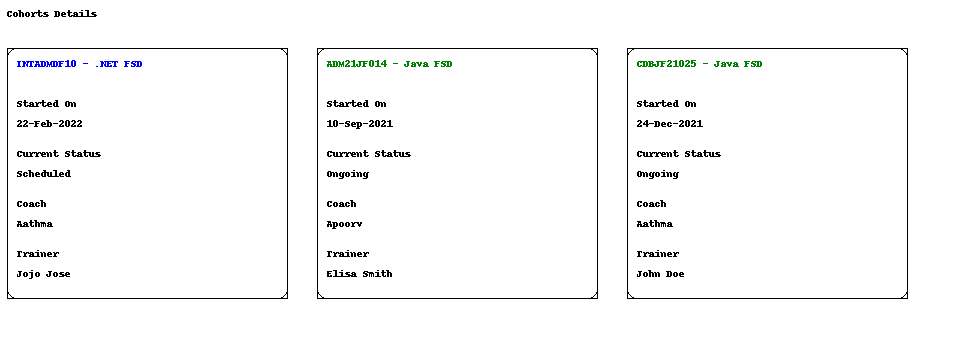 Cohorts Details
INTADMDF10 - .NET FSD
Started On
22-Feb-2022
Current Status
Scheduled
Coach
Aathma
Trainer
Jojo Jose
ADM21JF014 - Java FSD
Started On
10-Sep-2021
Current Status
Ongoing
Coach
Apoorv
Trainer
Elisa Smith
CDBJF21025 - Java FSD
Started On
24-Dec-2021
Current Status
Ongoing
Coach
Aathma
Trainer
John Doe